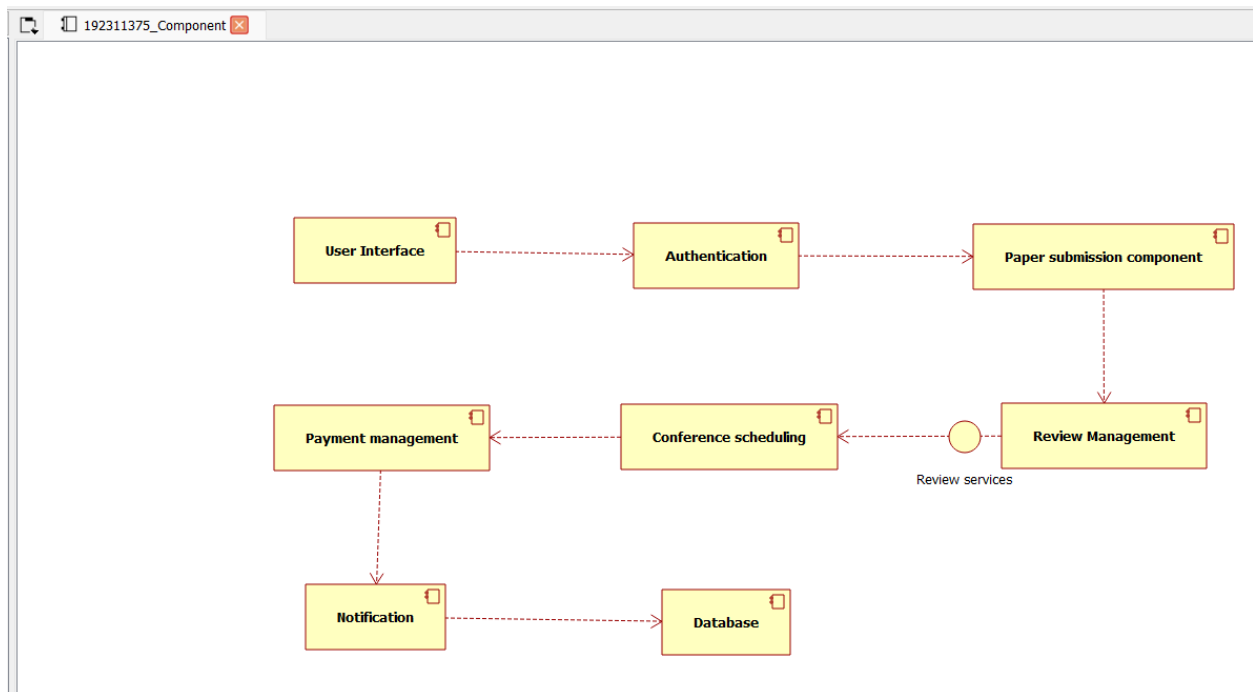 192311375_Component
User Interface
Authentication
Paper submission component
Payment management
Conference scheduling
Review Management
Review services
Notification
Database